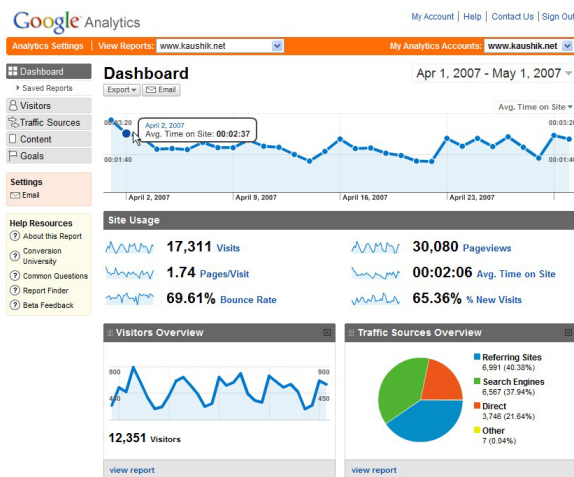 Google Analytics
My Account | Help | Contact Us | Sign Out
Analytics Settings | View Reports: www.kaushik.net
My Analytics Accounts: www.kaushik.net
Dashboard
Saved Reports
Visitors
Traffic Sources
Content
Goals
Settings
Email
Help Resources
About this Report
Conversion
University
Common Questions
Report Finder
Beta Feedback
Dashboard
Apr 1, 2007 - May 1, 2007
Export
Email
Avg. Time on Site
00:03:20
00:03:20
April 2, 2007
Avg. Time on Site: 00:02:37
00:01:40
00:01:40
April 2, 2007
April 9, 2007
April 16, 2007
April 23, 2007
Site Usage
17,311 Visits
30,080 Pageviews
1.74 Pages/Visit
00:02:06 Avg. Time on Site
69.61% Bounce Rate
65.36% % New Visits
Visitors Overview
900
900
450
450
12,351 Visitors
view report
Traffic Sources Overview
Referring Sites
6,991 (40.38%)
Search Engines
6,567 (37.94%)
Direct
3,746 (21.64%)
Other
7 (0.04%)
view report